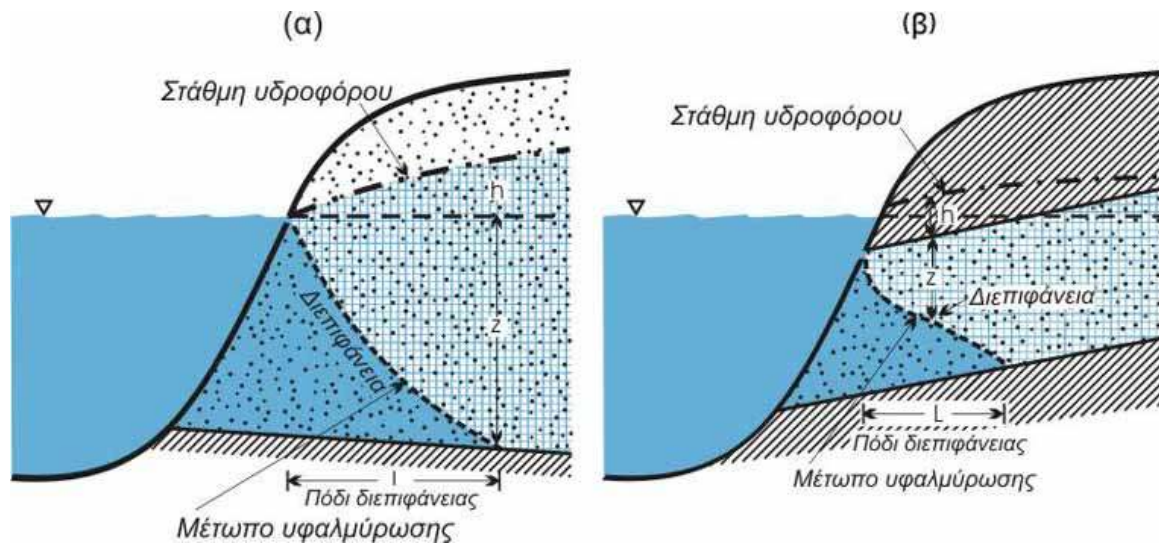 (α)
Στάθμη υδροφόρου
h
z
Διεπιφάνεια
L
Πόδι διεπιφάνειας
Μέτωπο υφαλμύρωσης
(β)
Στάθμη υδροφόρου
h
z
Διεπιφάνεια
L
Πόδι διεπιφάνειας
Μέτωπο υφαλμύρωσης